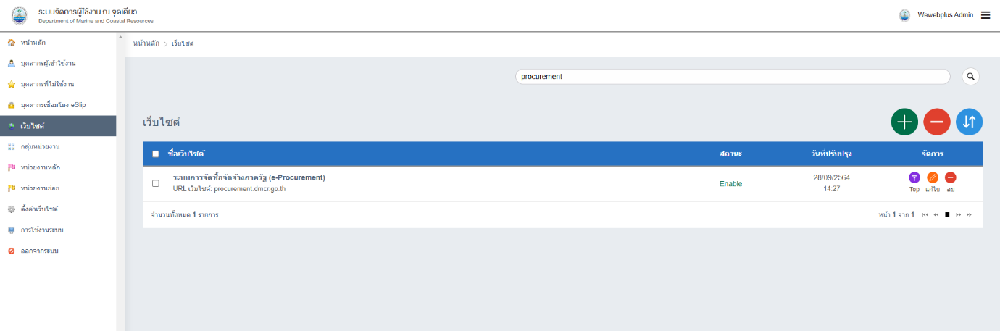 ระบบจัดการผู้ใช้งาน ณ จุดเดียว
Department of Marine and Coastal Resources
Wewebplus Admin
หน้าหลัก
บุคลากรผู้เข้าใช้งาน
บุคลากรที่ไม่ใช้งาน
บุคลากรเชื่อมโยง eSlip
เว็บไซต์
กลุ่มหน่วยงาน
หน่วยงานหลัก
หน่วยงานย่อย
ตั้งค่าเว็บไซต์
การใช้งานระบบ
ออกจากระบบ
หน้าหลัก > เว็บไซต์
procurement
เว็บไซต์
ชื่อเว็บไซต์ สถานะ วันที่ปรับปรุง จัดการ
ระบบการจัดซื้อจัดจ้างภาครัฐ (e-Procurement)
URL เว็บไซต์: procurement.dmcr.go.th
Enable
28/09/2564
14:27
Top แก้ไข ลบ
จำนวนทั้งหมด 1 รายการ
หน้า 1 จาก 1